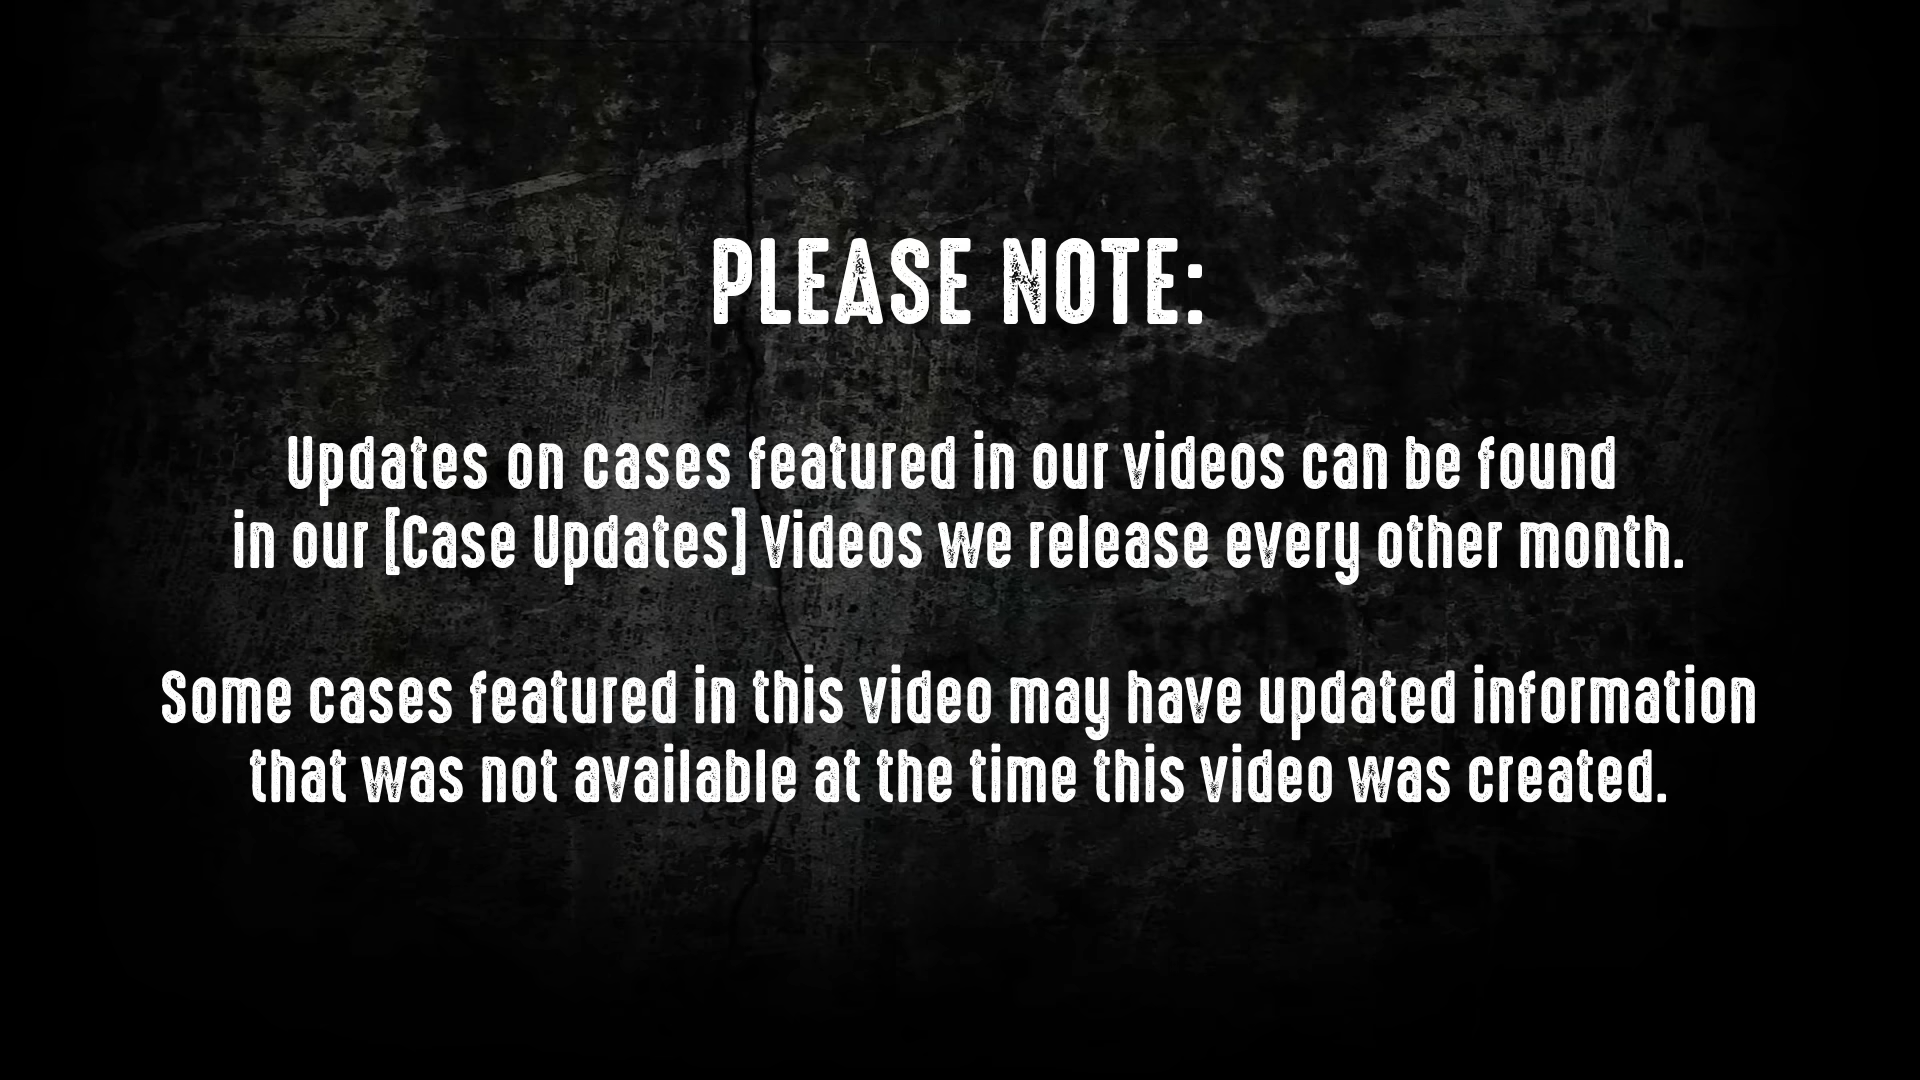 PLEASE NOTE:
Updates on cases featured in our videos can be found
in our [Case Updates] Videos we release every other month.
Some cases featured in this video may have updated information
that was not available at the time this video was created.